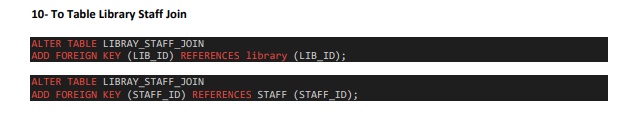 10- To Table Library Staff Join
ALTER TABLE LIBRAY_STAFF_JOIN
ADD FOREIGN KEY (LIB_ID) REFERENCES library (LIB_ID);
ALTER TABLE LIBRAY_STAFF_JOIN
ADD FOREIGN KEY (STAFF_ID) REFERENCES STAFF (STAFF_ID);